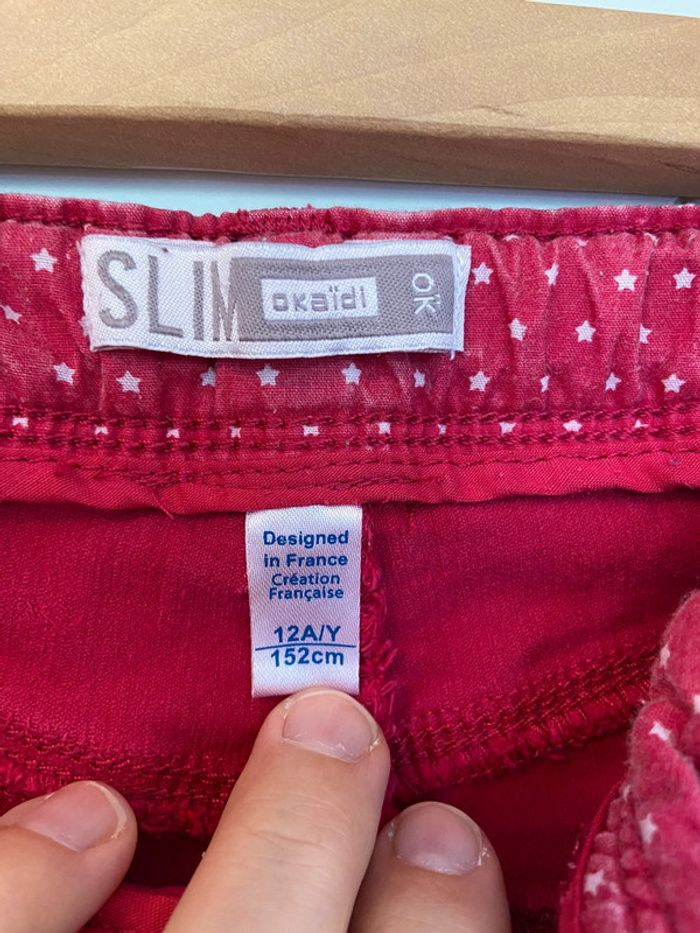 SLIM okaïdi OK
Designed
in France
Création
Française
12A/Y
152cm